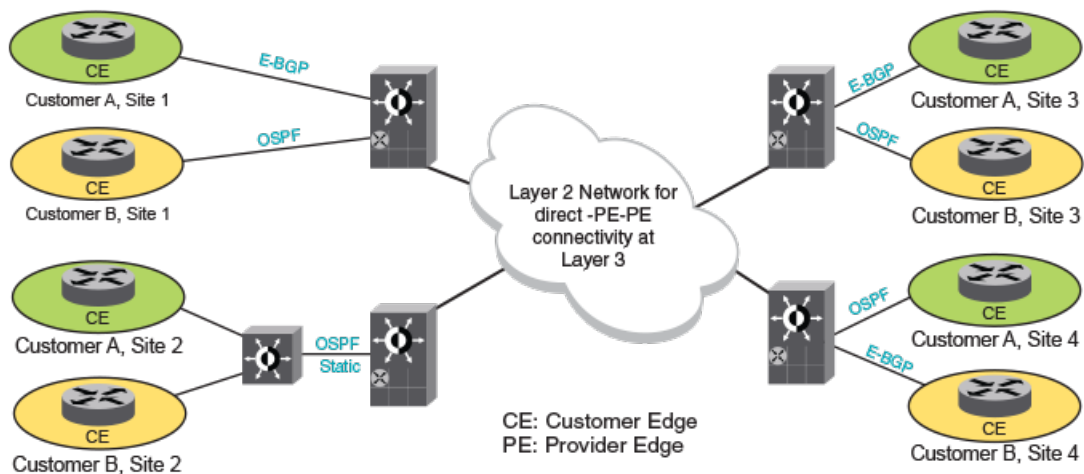 CE
Customer A, Site 1
E-BGP
CE
Customer B, Site 1
OSPF
CE
Customer A, Site 2
CE
Customer B, Site 2
OSPF
Static
Layer 2 Network for
direct -PE-PE
connectivity at
Layer 3
E-BGP
CE
Customer A, Site 3
OSPF
CE
Customer B, Site 3
OSPF
CE
Customer A, Site 4
E-BGP
CE
Customer B, Site 4
CE: Customer Edge
PE: Provider Edge